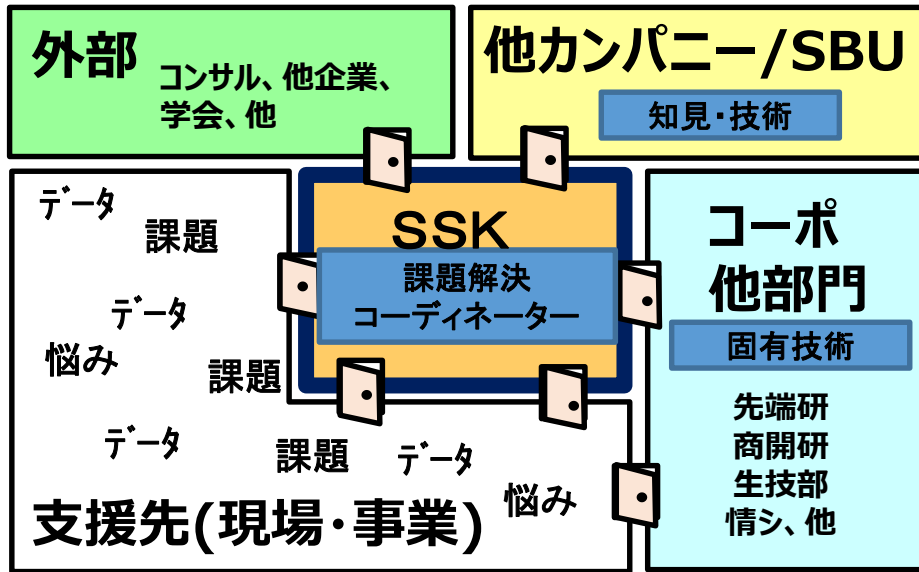 外部
コンサル、他企業、
学会、他
他カンパニー/SBU
知見・技術
データ
課題
データ
悩み
課題
データ
課題
データ
悩み
支援先(現場・事業)
SSK
課題解決
コーディネーター
コーポ
他部門
固有技術
先端研
商開研
生技部
情シ、他